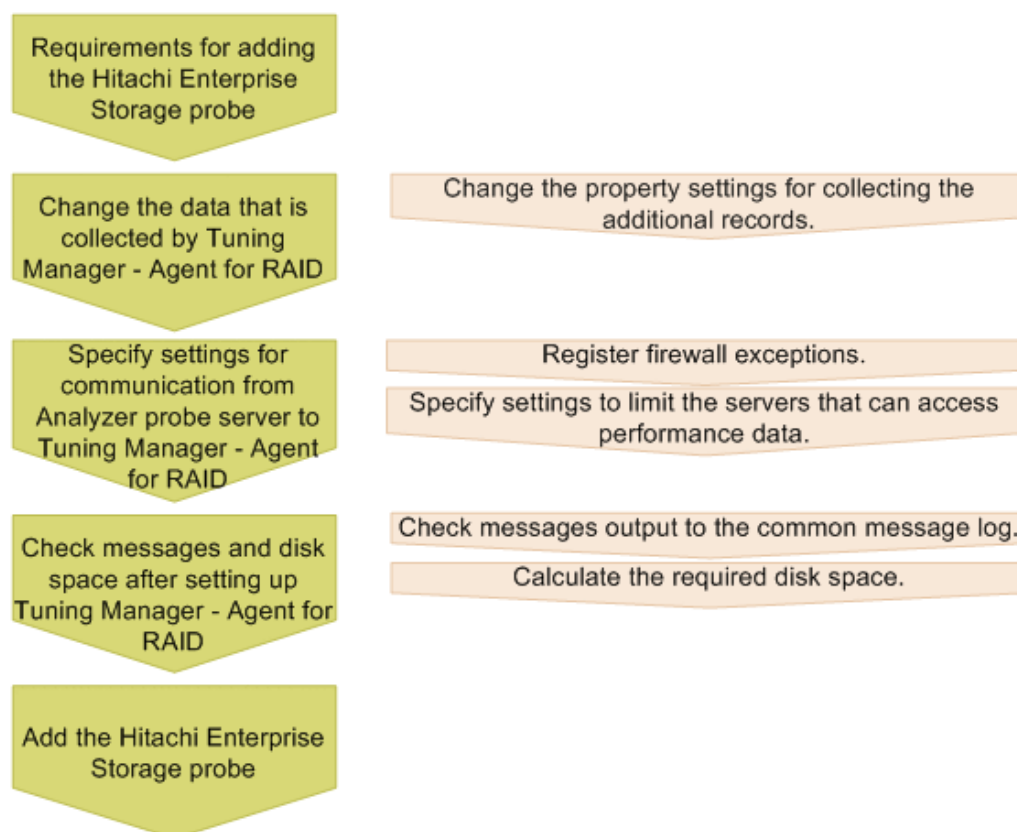 Requirements for adding
the Hitachi Enterprise
Storage probe
Change the data that is
collected by Tuning
Manager - Agent for RAID
Change the property settings for collecting the
additional records.
Specify settings for
communication from
Analyzer probe server to
Tuning Manager - Agent
for RAID
Register firewall exceptions.
Specify settings to limit the servers that can access
performance data.
Check messages and disk
space after setting up
Tuning Manager - Agent for
RAID
Check messages output to the common message log.
Calculate the required disk space.
Add the Hitachi Enterprise
Storage probe